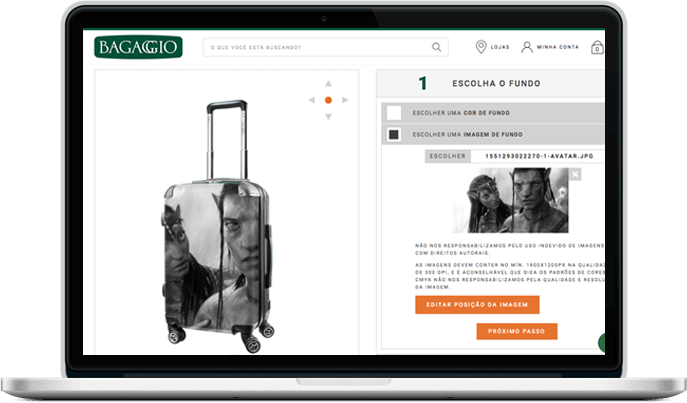 BAGAGGIO
O QUE VOCÊ ESTÁ BUSCANDO?
LOJAS
MINHA CONTA
0
1 ESCOLHA O FUNDO
ESCOLHER UMA COR DE FUNDO
ESCOLHER UMA IMAGEM DE FUNDO
ESCOLHER
1551293022270-1-AVATAR.JPG
NÃO NOS RESPONSABILIZAMOS PELO USO INDEVIDO DE IMAGENS
COM DIREITOS AUTORAIS.
AS IMAGENS DEVEM CONTER NO MÍN. 1600X1200PX NA QUALIDA
DE 300 DPI, E É ACONSELHÁVEL QUE SIGA OS PADRÕES DE CORES
CMYK NÃO NOS RESPONSABILIZAMOS PELA QUALIDADE E RESOLU
DA IMAGEM.
EDITAR POSIÇÃO DA IMAGEM
PRÓXIMO PASSO